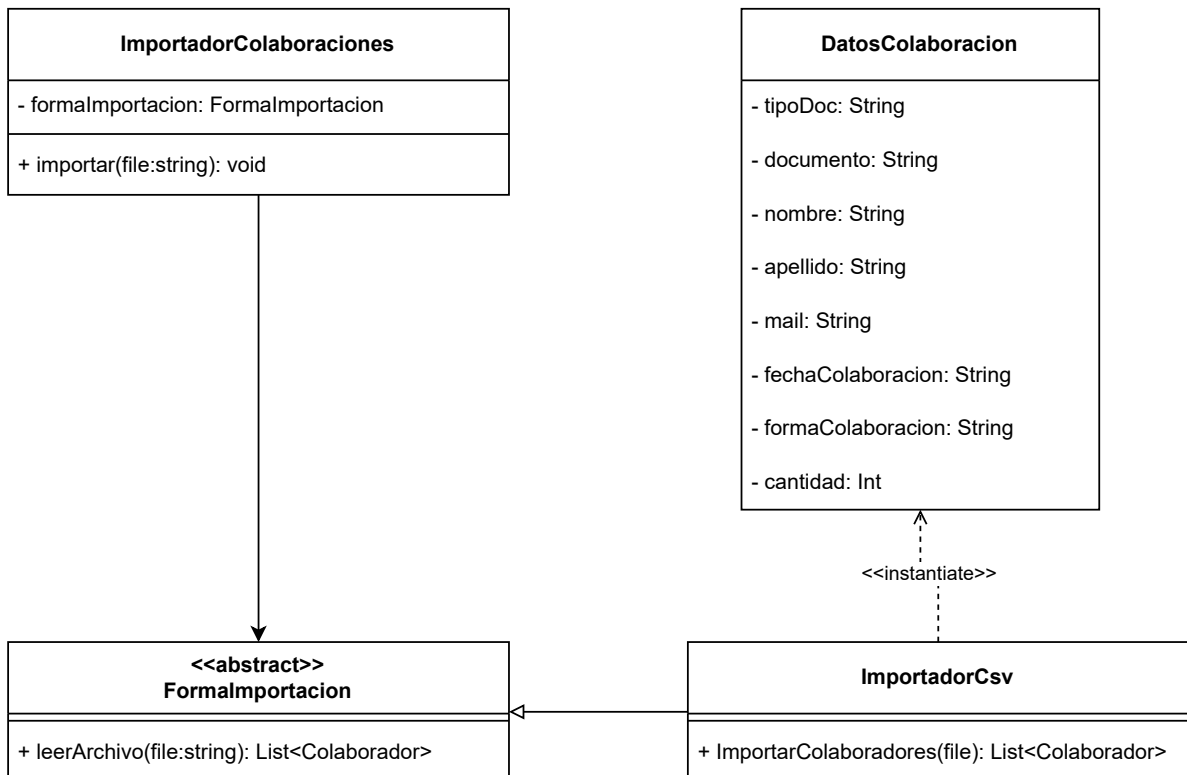 ImportadorColaboraciones
- formaImportacion: FormaImportacion
+ importar(file:string): void
DatosColaboracion
- tipoDoc: String
- documento: String
- nombre: String
- apellido: String
- mail: String
- fechaColaboracion: String
- formaColaboracion: String
- cantidad: Int
<<instantiate>>
<<abstract>>
FormaImportacion
+ leerArchivo(file:string): List<Colaborador>
ImportadorCsv
+ ImportarColaboradores(file): List<Colaborador>